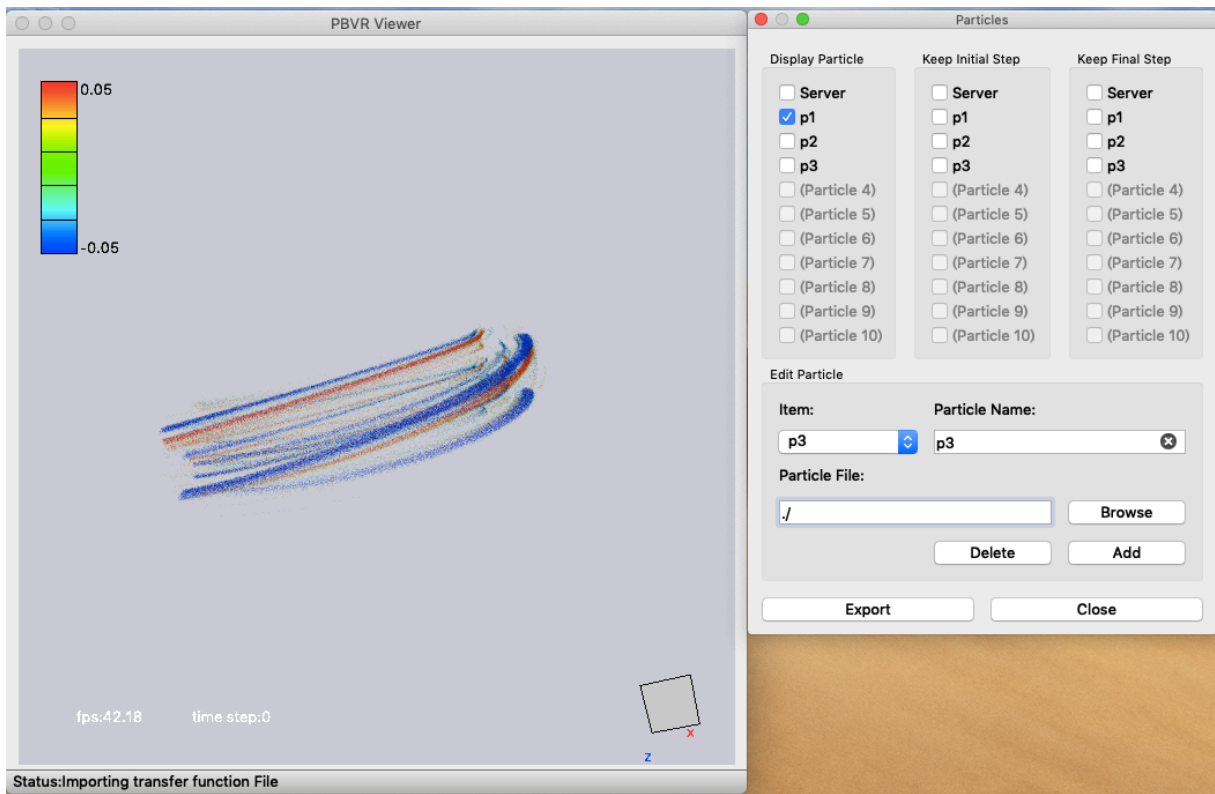 PBVR Viewer
0.05
-0.05
fps:42.18 time step:0
X
Z
Status:Importing transfer function File
Particles
Display Particle Keep Initial Step Keep Final Step
Server Server Server
p1 p1 p1
p2 p2 p2
p3 p3 p3
(Particle 4) (Particle 4) (Particle 4)
(Particle 5) (Particle 5) (Particle 5)
(Particle 6) (Particle 6) (Particle 6)
(Particle 7) (Particle 7) (Particle 7)
(Particle 8) (Particle 8) (Particle 8)
(Particle 9) (Particle 9) (Particle 9)
(Particle 10) (Particle 10) (Particle 10)
Edit Particle
Item: Particle Name:
p3 p3
Particle File:
./ Browse
Delete Add
Export Close